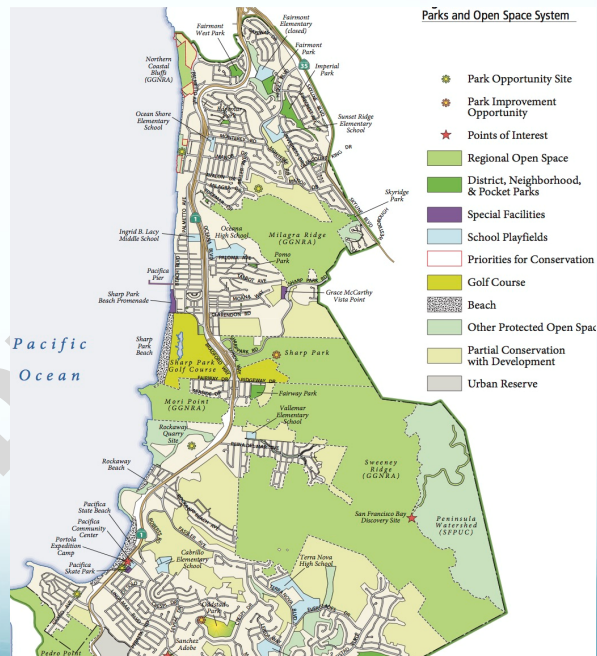 Parks and Open Space System
Park Opportunity Site
Park Improvement
Opportunity
Points of Interest
Regional Open Space
District, Neighborhood,
& Pocket Parks
Special Facilities
School Playfields
Priorities for Conservation
Golf Course
Beach
Other Protected Open Spac
Partial Conservation
with Development
Urban Reserve
Fairmont
West Park
Fairmont
Elementary
(closed)
Fairmont
Park
Imperial
Park
35
Northern
Coastal
Bluffs
(GGNRA)
Ocean Shore
Elementary
School
Sunset Ridge
Elementary
School
Skyridge
Park
1
Ingrid B. Lacy
Middle School
Oceana
High School
Milagra Ridge
(GGNRA)
Pomo
Park
Pacifica
Pier
Sharp Park
Beach Promenade
Grace McCarthy
Vista Point
CLARENDON RD
Sharp
Park
Beach
Sharp Park
Golf Course
Sharp Park
Pacific
Ocean
Mori Point
(GGNRA)
Fairway Park
Vallemar
Elementary
School
Rockaway
Quarry
Site
Rockaway
Beach
Sweeney
Ridge
(GGNRA)
Pacifica
State Beach
Pacifica
Community
Center
Portola
Expedition
Camp
Pacifica
Skate Park
1
San Francisco Bay
Discovery Site
Peninsula
Watershed
(SFPUC)
Cabrillo
Elementary
School
Terra Nova
High School
Oddstad
Park
Sanchez
Adobe
Pedro Point